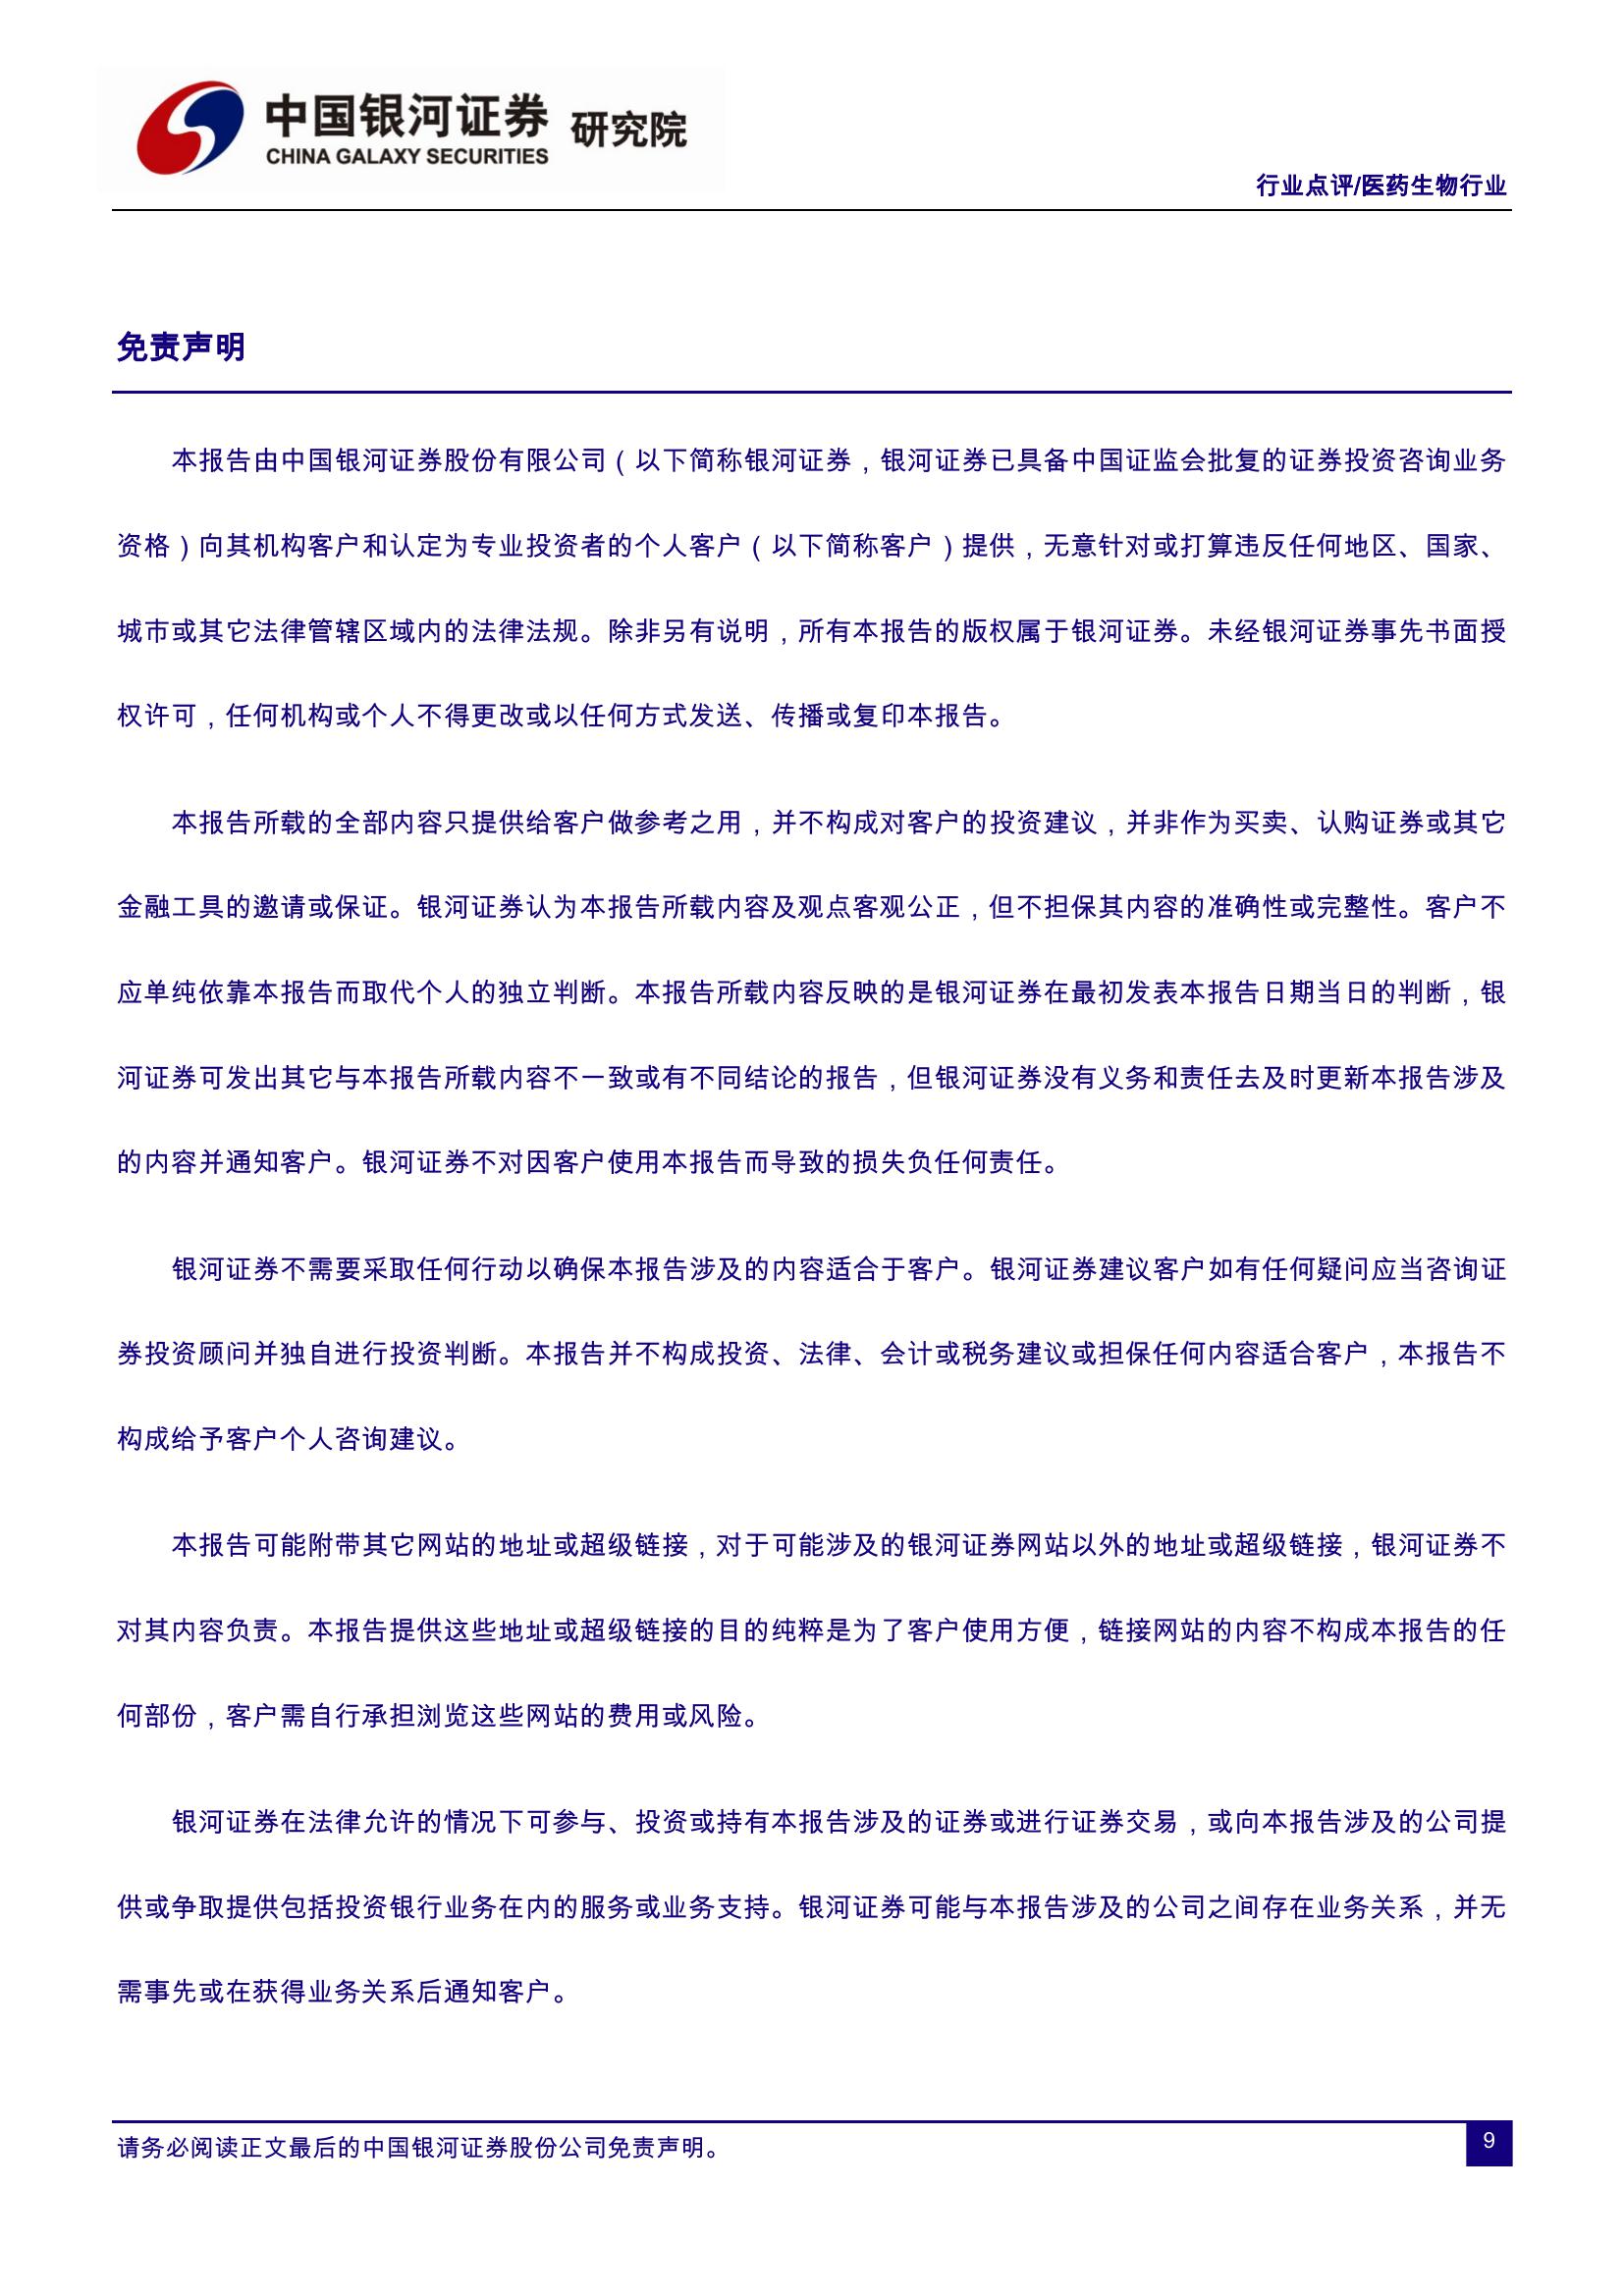 中国银河证券 研究院
CHINA GALAXY SECURITIES
行业点评/医药生物行业
免责声明
本报告由中国银河证券股份有限公司（以下简称银河证券，银河证券已具备中国证监会批复的证券投资咨询业务
资格）向其机构客户和认定为专业投资者的个人客户（以下简称客户）提供，无意针对或打算违反任何地区、国家、
城市或其它法律管辖区域内的法律法规。除非另有说明，所有本报告的版权属于银河证券。未经银河证券事先书面授
权许可，任何机构或个人不得更改或以任何方式发送、传播或复印本报告。
本报告所载的全部内容只提供给客户做参考之用，并不构成对客户的投资建议，并非作为买卖、认购证券或其它
金融工具的邀请或保证。银河证券认为本报告所载内容及观点客观公正，但不担保其内容的准确性或完整性。客户不
应单纯依靠本报告而取代个人的独立判断。本报告所载内容反映的是银河证券在最初发表本报告日期当日的判断，银
河证券可发出其它与本报告所载内容不一致或有不同结论的报告，但银河证券没有义务和责任去及时更新本报告涉及
的内容并通知客户。银河证券不对因客户使用本报告而导致的损失负任何责任。
银河证券不需要采取任何行动以确保本报告涉及的内容适合于客户。银河证券建议客户如有任何疑问应当咨询证
券投资顾问并独自进行投资判断。本报告并不构成投资、法律、会计或税务建议或担保任何内容适合客户，本报告不
构成给予客户个人咨询建议。
本报告可能附带其它网站的地址或超级链接，对于可能涉及的银河证券网站以外的地址或超级链接，银河证券不
对其内容负责。本报告提供这些地址或超级链接的目的纯粹是为了客户使用方便，链接网站的内容不构成本报告的任
何部份，客户需自行承担浏览这些网站的费用或风险。
银河证券在法律允许的情况下可参与、投资或持有本报告涉及的证券或进行证券交易，或向本报告涉及的公司提
供或争取提供包括投资银行业务在内的服务或业务支持。银河证券可能与本报告涉及的公司之间存在业务关系，并无
需事先或在获得业务关系后通知客户。
请务必阅读正文最后的中国银河证券股份公司免责声明。
9